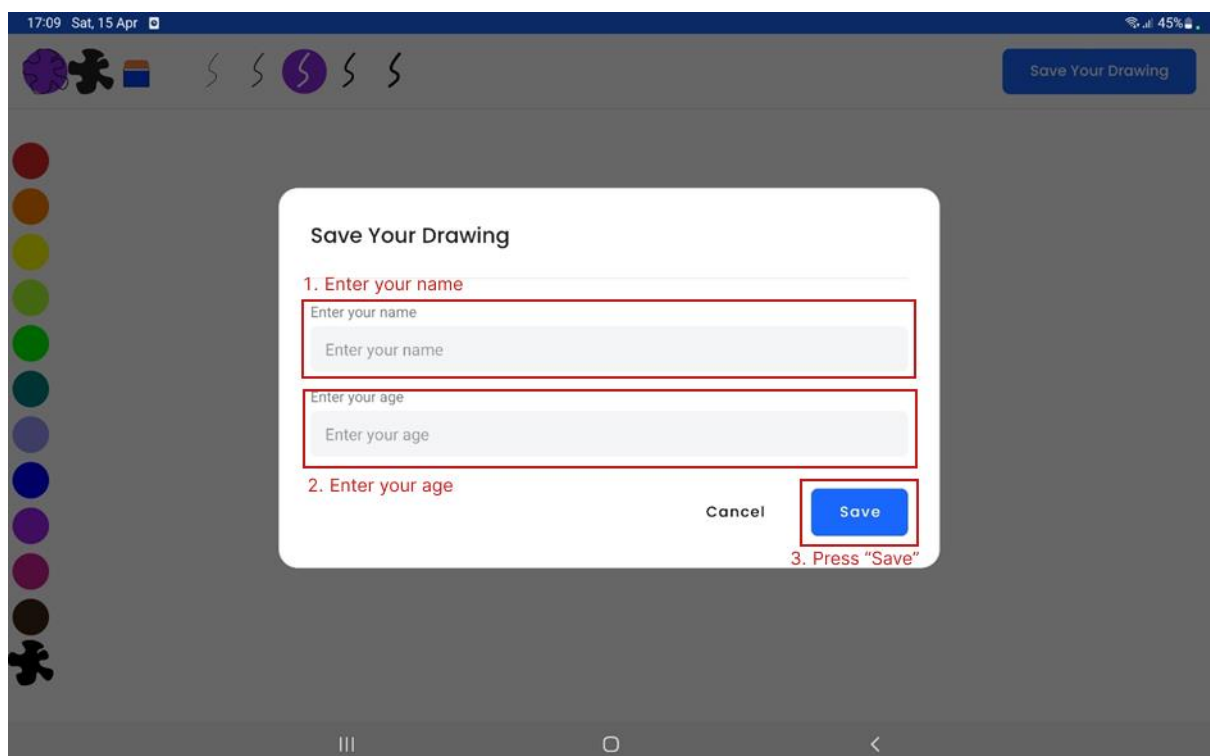 17:09 Sat, 15 Apr
45%
Save Your Drawing
Save Your Drawing
1. Enter your name
Enter your name
Enter your name
Enter your age
Enter your age
2. Enter your age
Cancel
Save
3. Press “Save”